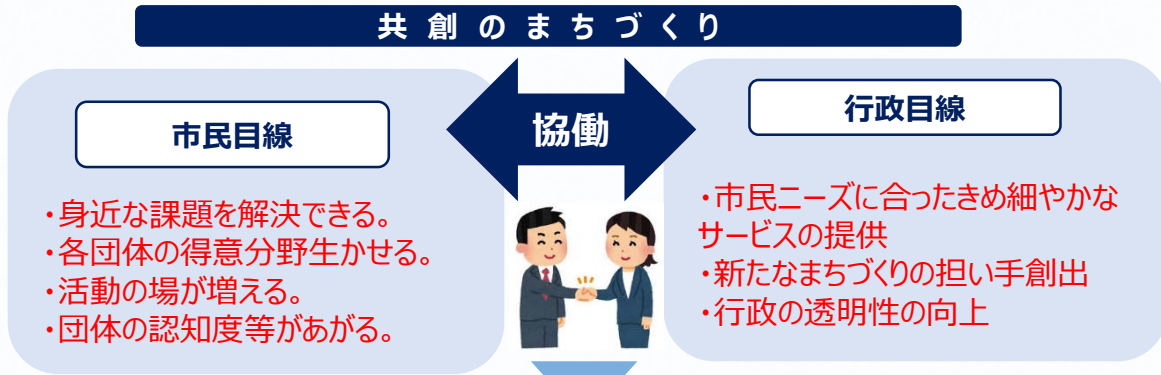 共創のまちづくり
市民目線
・身近な課題を解決できる。
・各団体の得意分野生かせる。
・活動の場が増える。
・団体の認知度等があがる。
協働
行政目線
・市民ニーズに合ったきめ細やかな
サービスの提供
・新たなまちづくりの担い手創出
・行政の透明性の向上